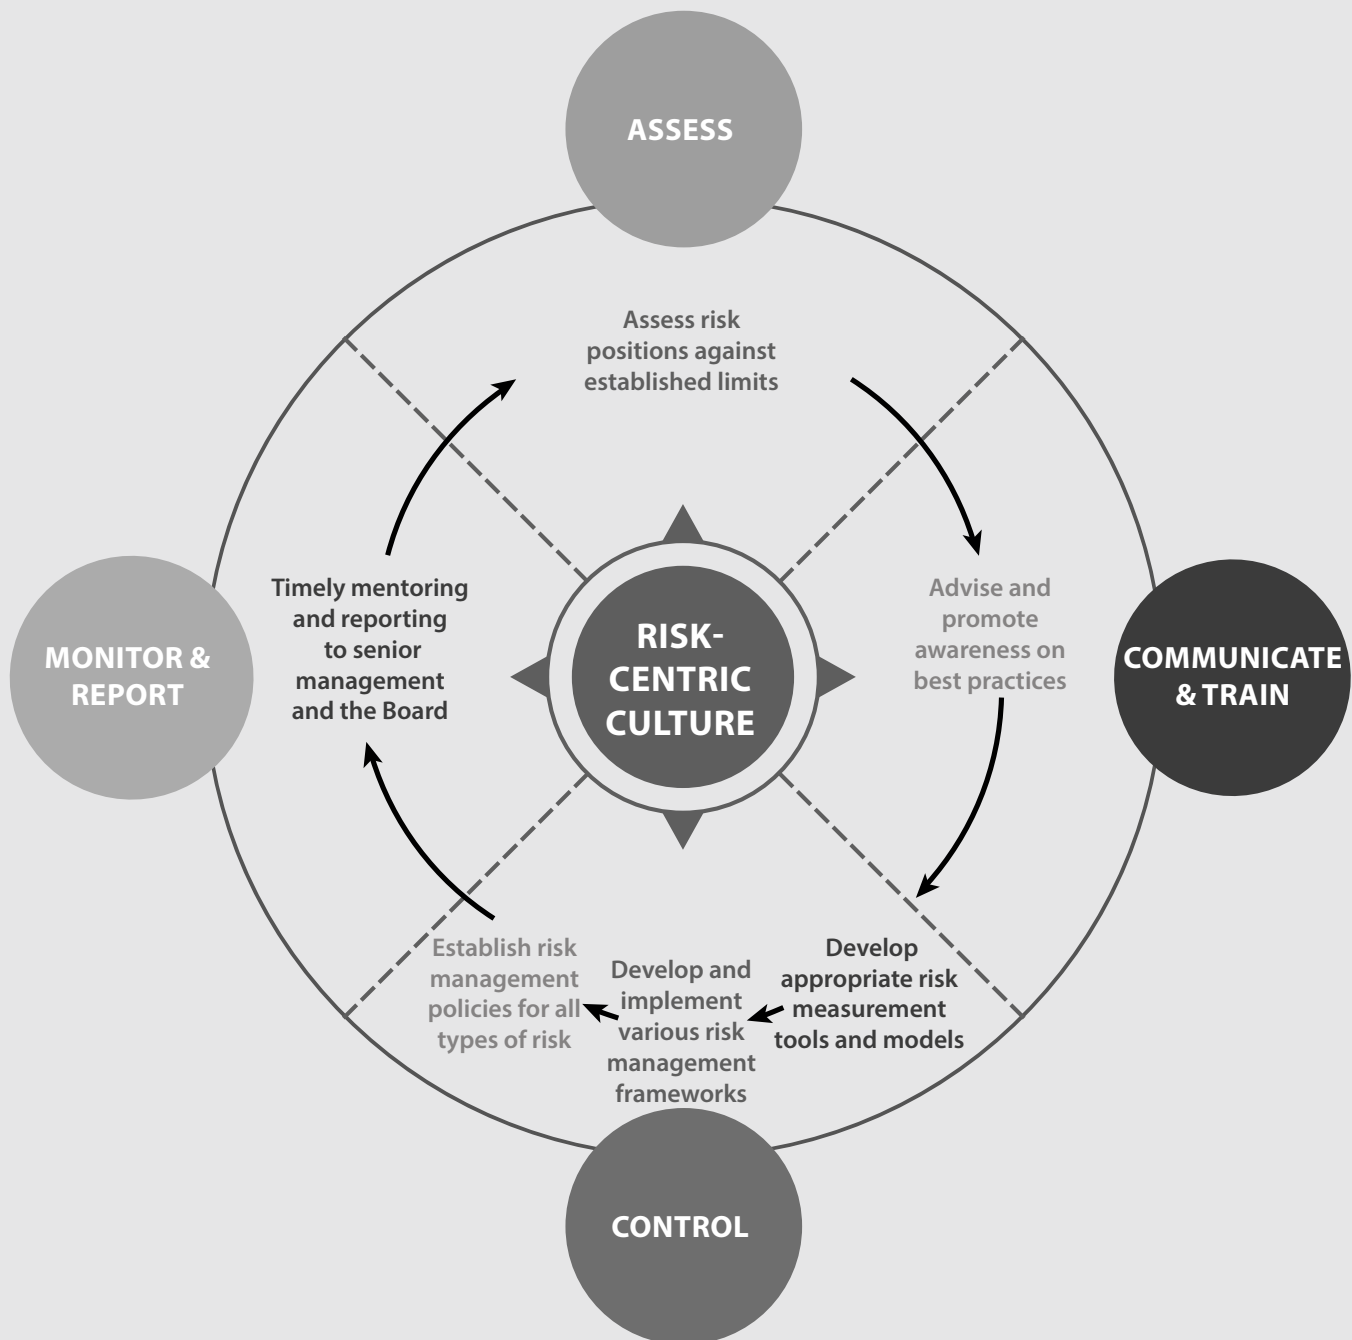 ASSESS
Assess risk
positions against
established limits
Advise and
promote
awareness on
best practices
COMMUNICATE
& TRAIN
Develop
appropriate risk
measurement
tools and models
Develop and
implement
various risk
management
frameworks
Establish risk
management
policies for all
types of risk
CONTROL
Timely mentoring
and reporting
to senior
management
and the Board
MONITOR &
REPORT
RISK-
CENTRIC
CULTURE